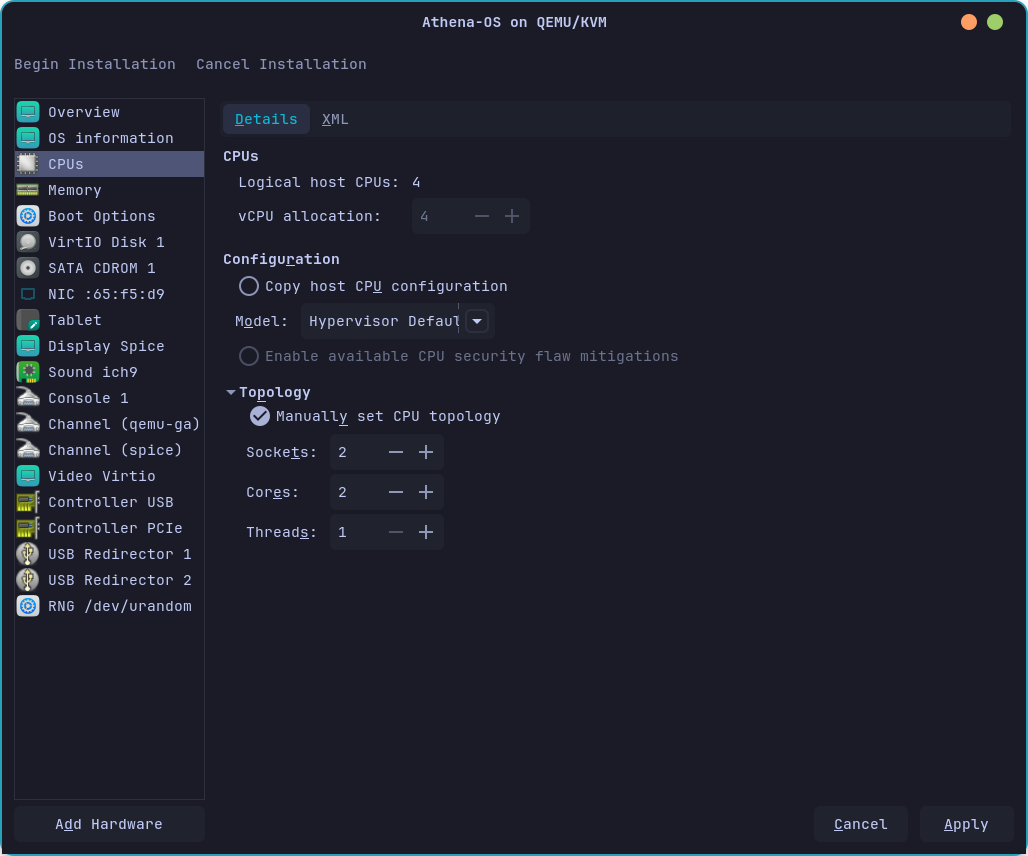 Athena-OS on QEMU/KVM
Begin Installation Cancel Installation
Overview
OS information
CPUs
Memory
Boot Options
VirtIO Disk 1
SATA CDROM 1
NIC :65:f5:d9
Tablet
Display Spice
Sound ich9
Console 1
Channel (qemu-ga)
Channel (spice)
Video Virtio
Controller USB
Controller PCIe
USB Redirector 1
USB Redirector 2
RNG /dev/urandom
Add Hardware
Details XML
CPUs
Logical host CPUs: 4
vCPU allocation: 4
Configuration
Copy host CPU configuration
Model: Hypervisor Defaul
Enable available CPU security flaw mitigations
Topology
Manually set CPU topology
Sockets: 2
Cores: 2
Threads: 1
Cancel Apply